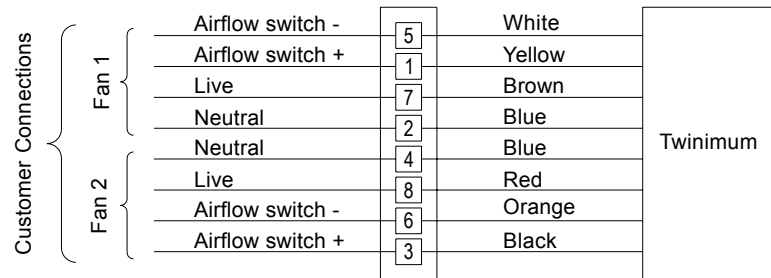 Customer Connections
Fan 1
Fan 2
Airflow switch - 5 White
Airflow switch + 1 Yellow
Live 7 Brown
Neutral 2 Blue
Neutral 4 Blue
Live 8 Red
Airflow switch - 6 Orange
Airflow switch + 3 Black
Twinimum